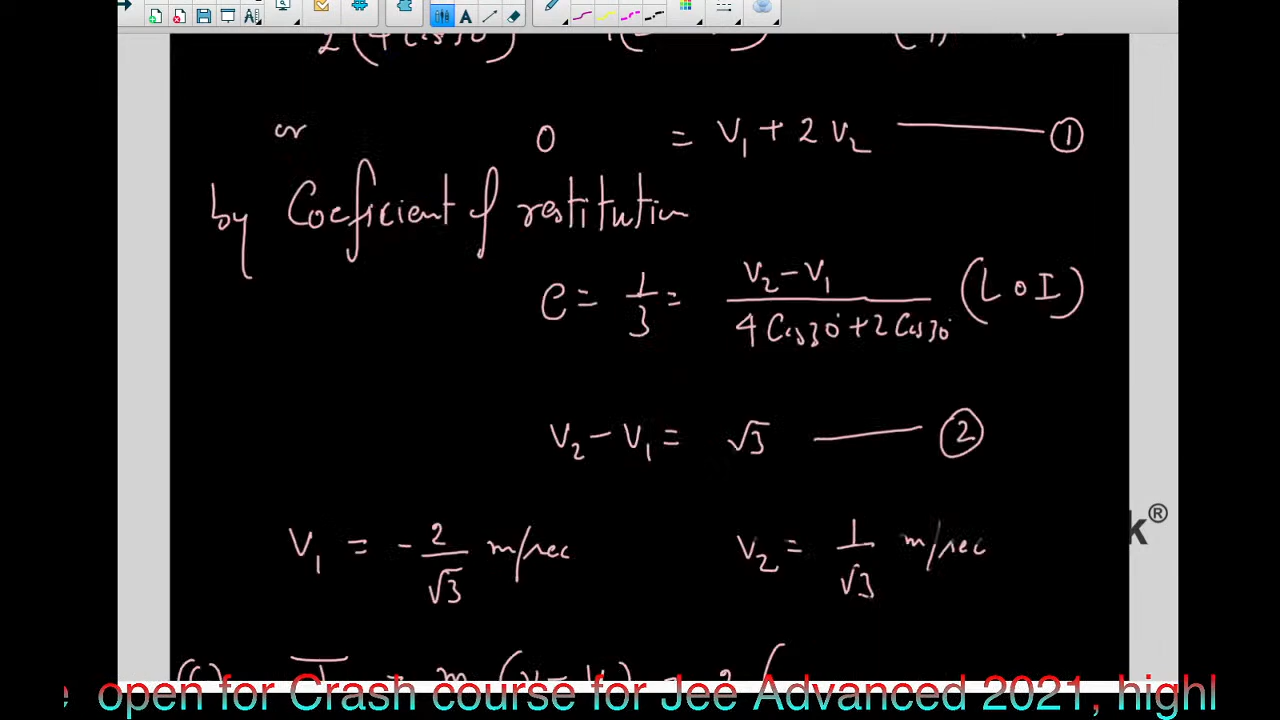 or 0 = V₁ + 2 V₂ ——— ①
by Coeficient of restitution
e = 1/3 = (V₂ – V₁)/(4 Cos30° + 2 Cos30°) (L O I)
V₂ – V₁ = √3 ——— ②
V₁ = – 2/√3 m/sec V₂ = 1/√3 m/sec
k®
open for Crash course for Jee Advanced 2021, highl